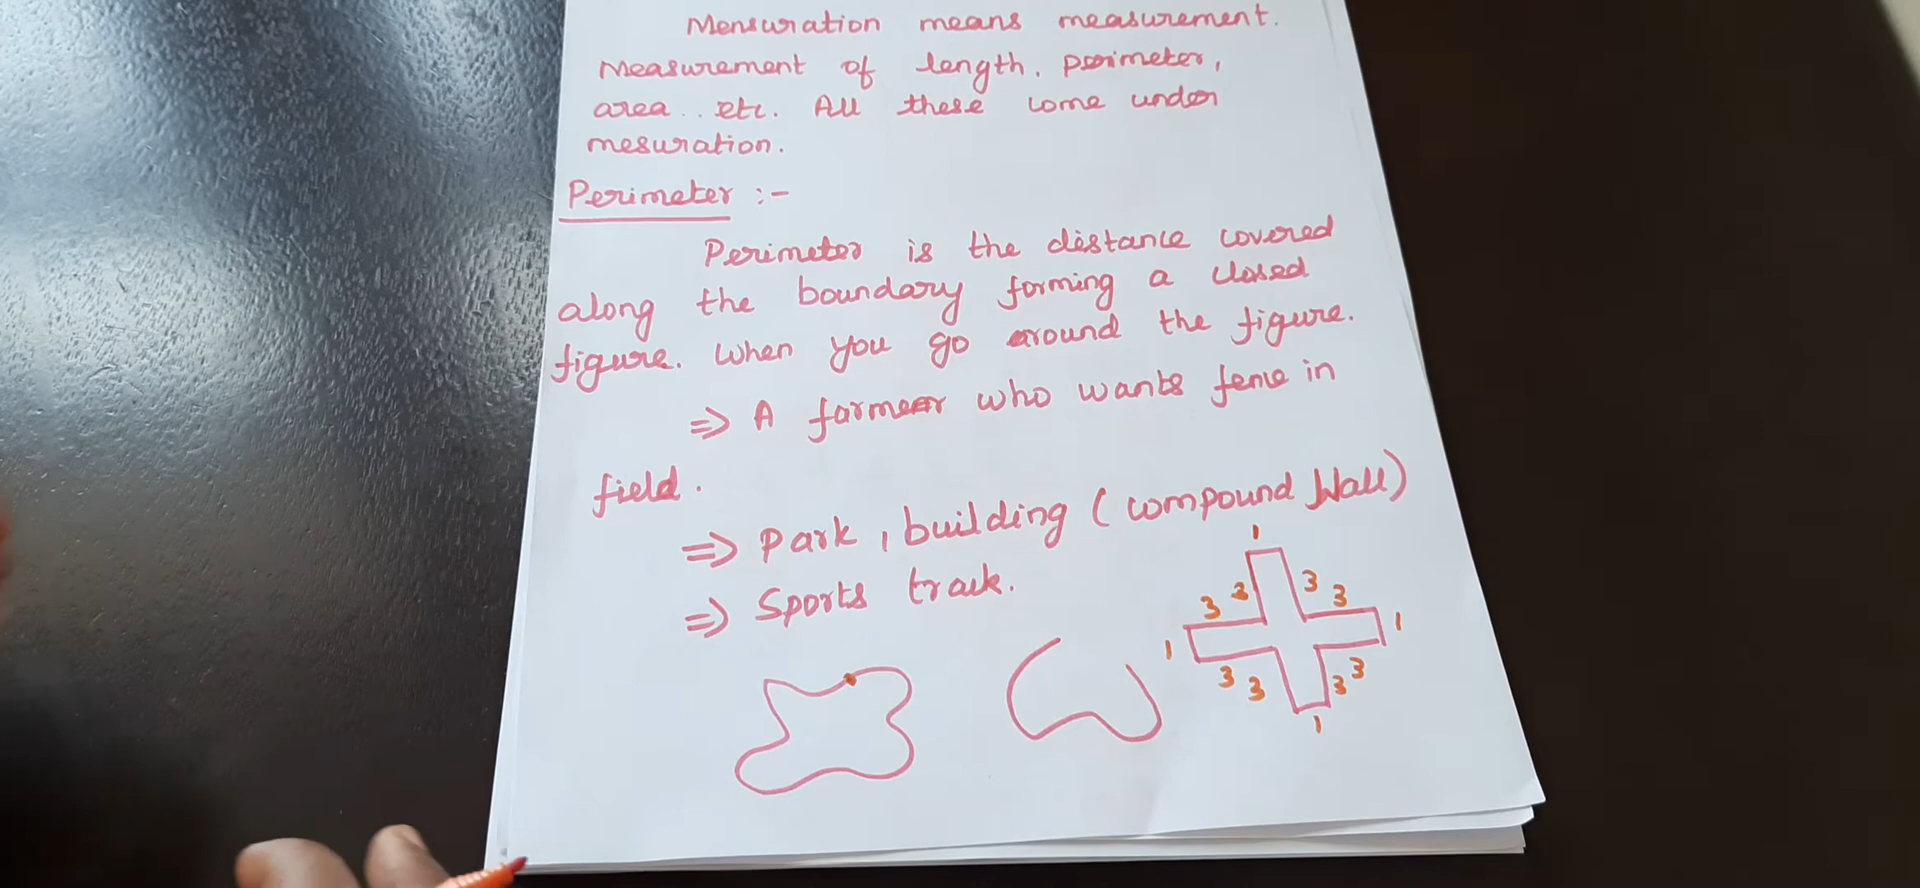 Mensuration means measurement.
Measurement of length, perimeter,
area .. etc. All these come under
mesuration.
Perimeter :-
Perimeter is the distance covered
along the boundary forming a closed
figure. When you go around the figure.
⇒ A farmer who wants fence in
field.
⇒ Park, building (compound Wall)
⇒ Sports track.
1
3 3 3 3
1 1
3 3 3 3
1